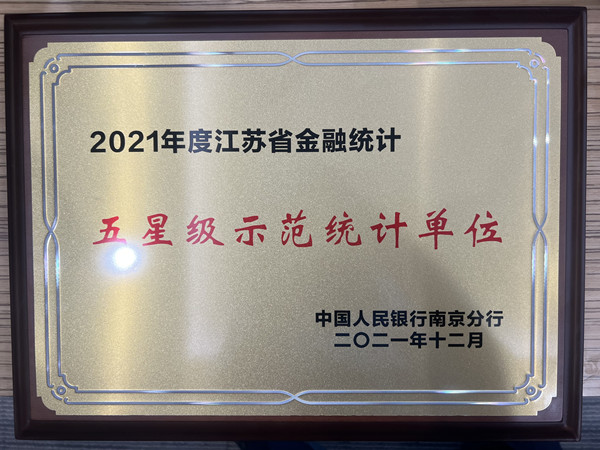 2021年度江苏省金融统计
五星级示范统计单位
中国人民银行南京分行
二〇二一年十二月